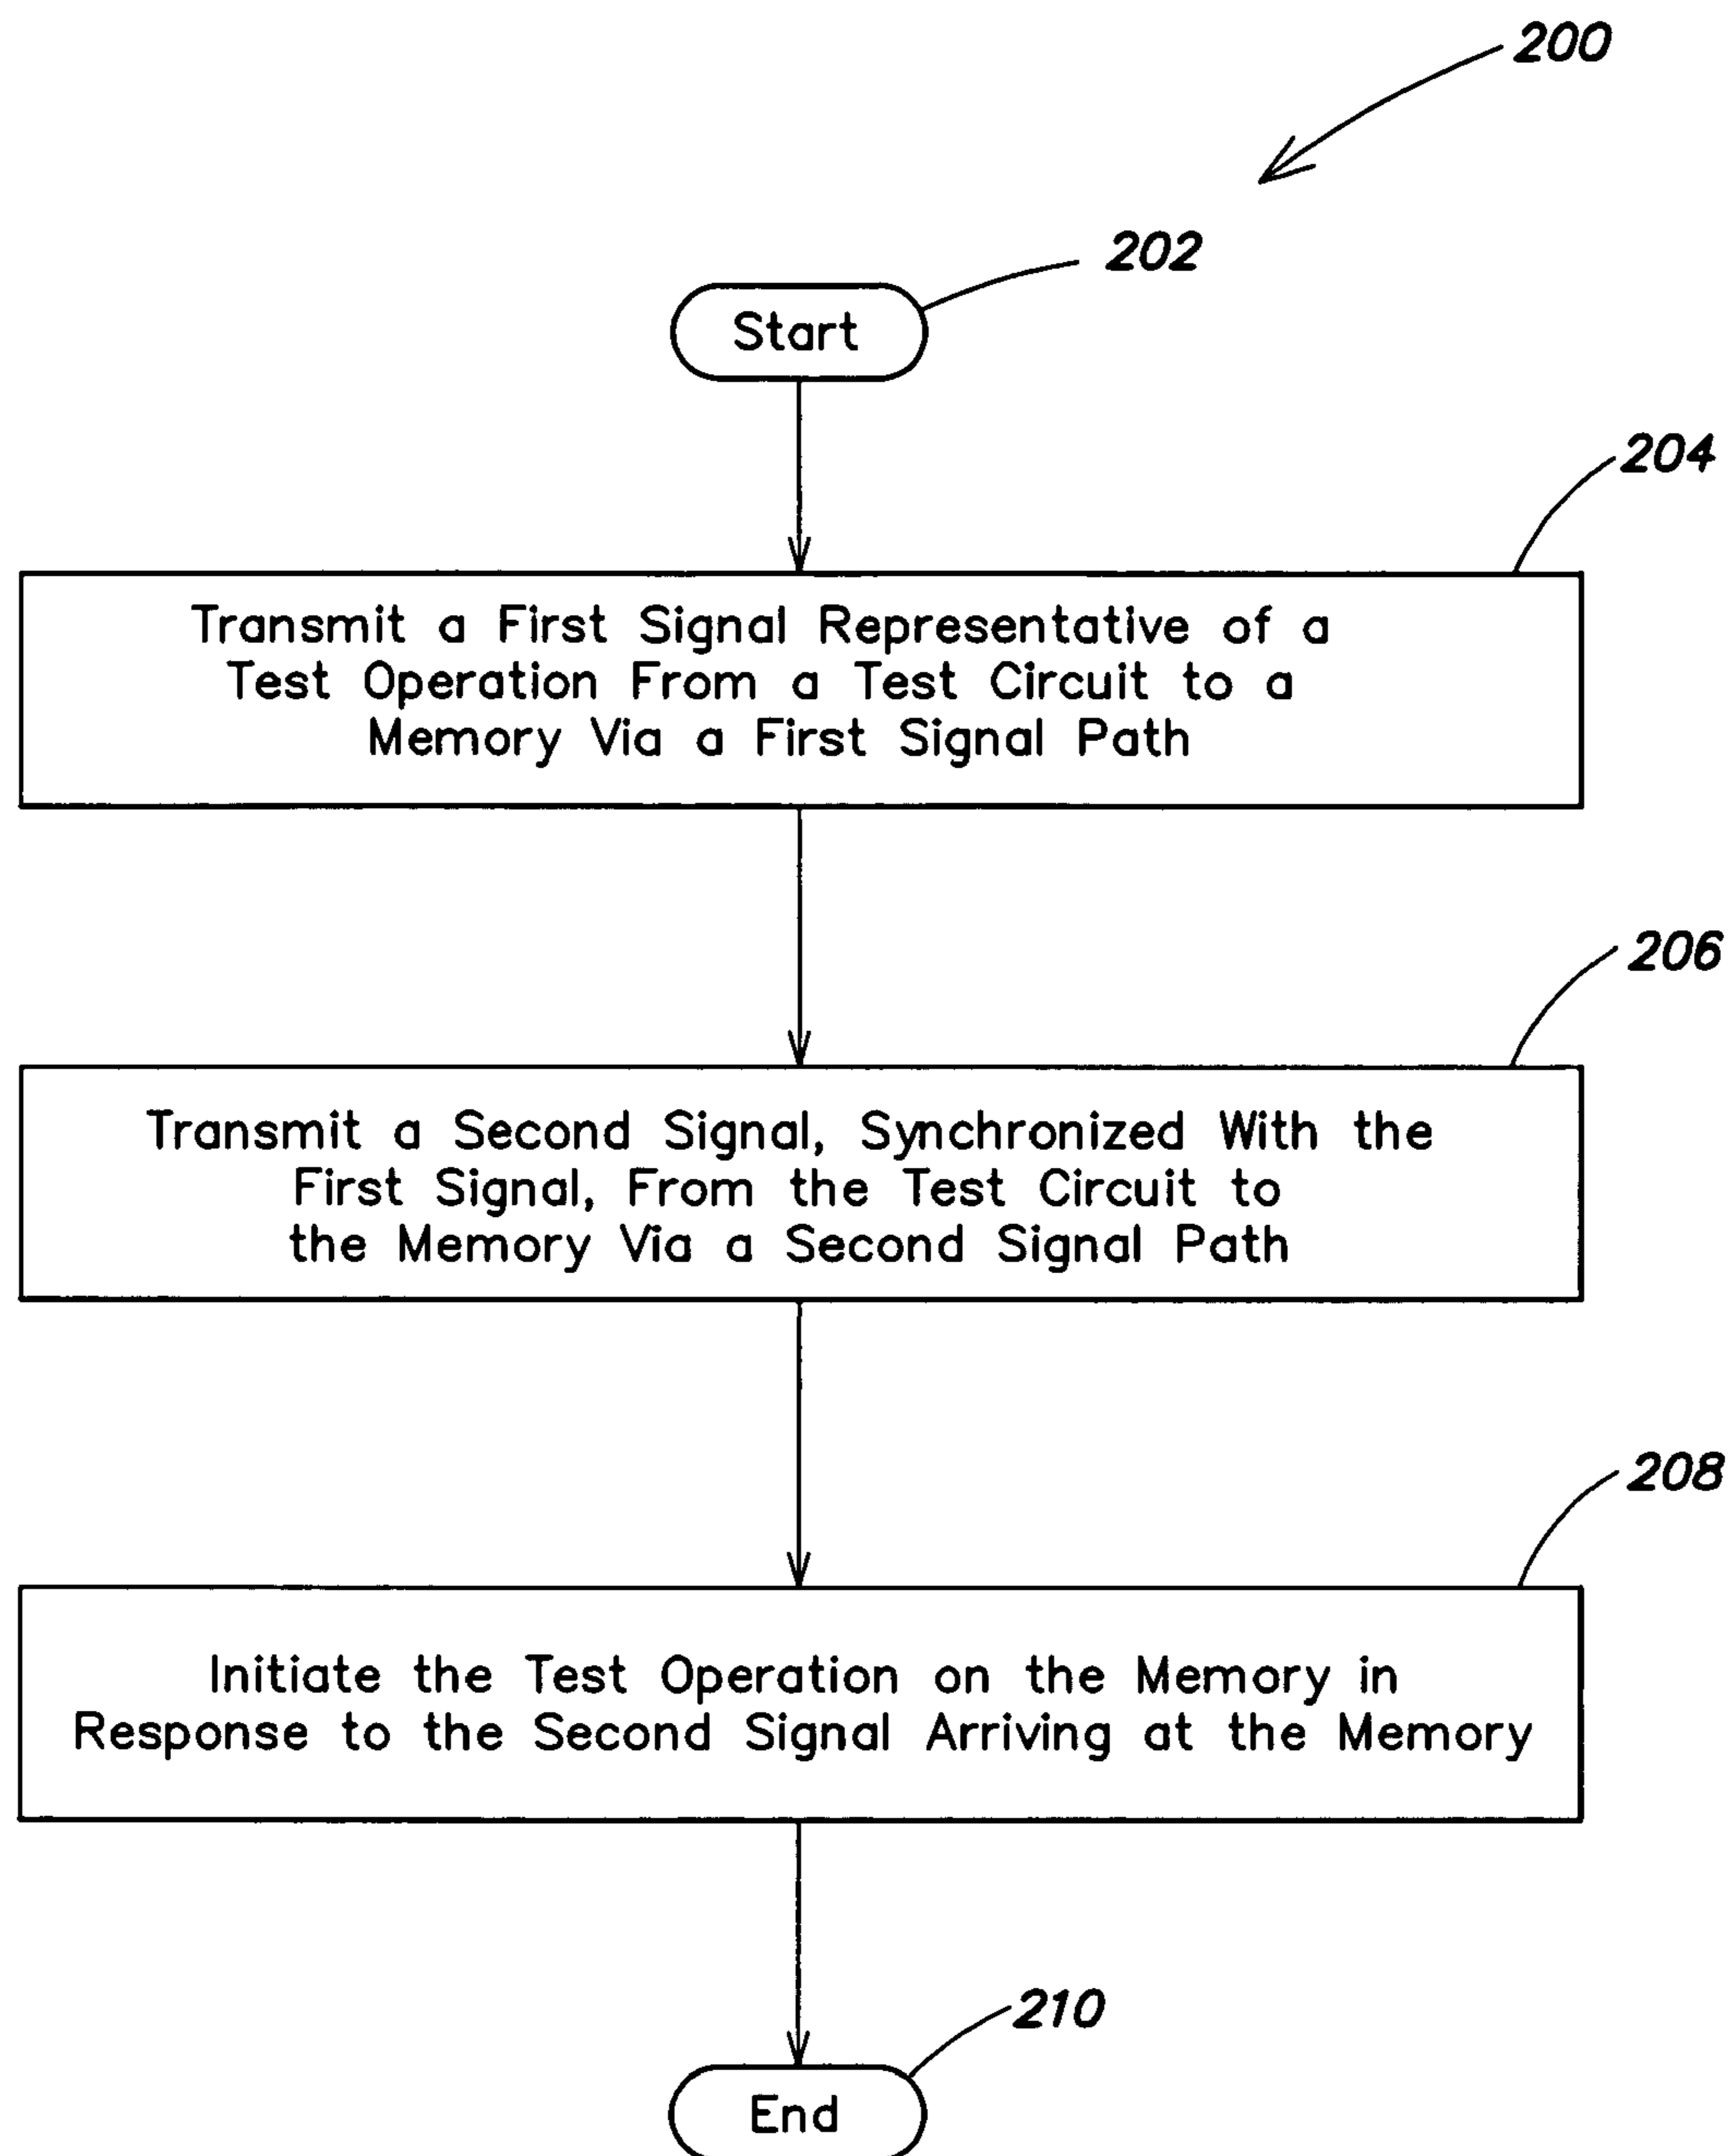 200
202
Start
204
Transmit a First Signal Representative of a
Test Operation From a Test Circuit to a
Memory Via a First Signal Path
206
Transmit a Second Signal, Synchronized With the
First Signal, From the Test Circuit to
the Memory Via a Second Signal Path
208
Initiate the Test Operation on the Memory in
Response to the Second Signal Arriving at the Memory
210
End